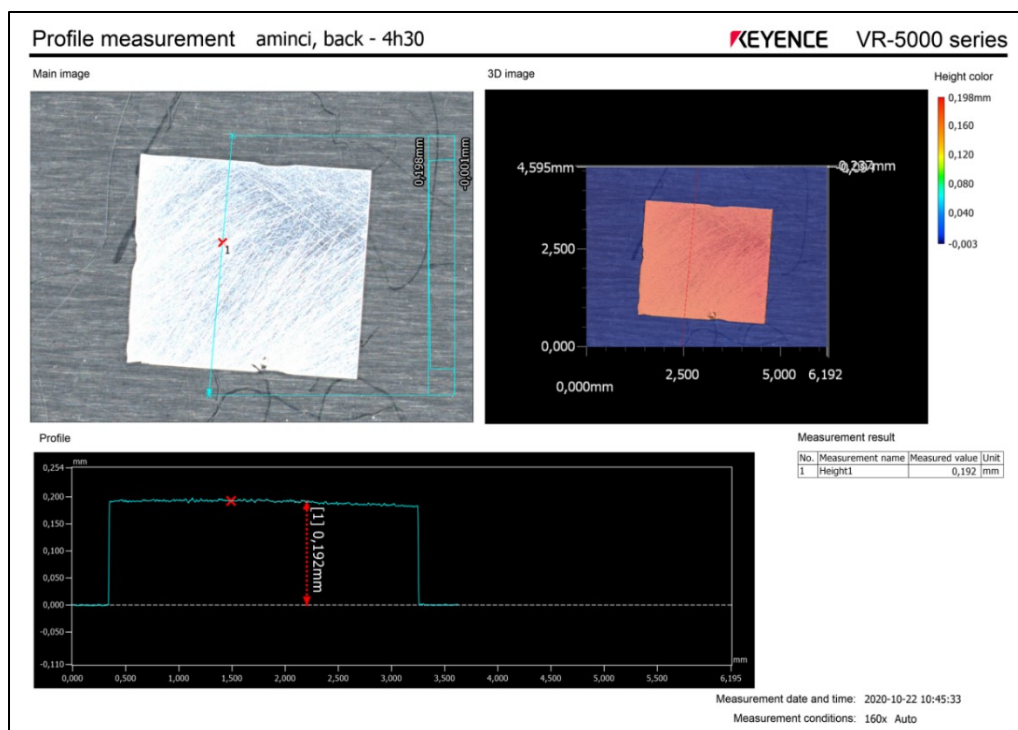 Profile measurement aminci, back - 4h30 KEYENCE VR-5000 series
Main image
0,198mm
-0,001mm
1
3D image
4,595mm
2,500
0,000
0,000mm
2,500
5,000
6,192
Height color
0,198mm
0,160
0,120
0,080
0,040
-0,003
Profile
mm
0,254
0,200
0,150
0,100
0,050
0,000
-0,050
-0,110
[1] 0,192mm
mm
0,000 0,500 1,000 1,500 2,000 2,500 3,000 3,500 4,000 4,500 5,000 5,500 6,195
Measurement result
No. Measurement name Measured value Unit
1 Height1 0,192 mm
Measurement date and time: 2020-10-22 10:45:33
Measurement conditions: 160x Auto